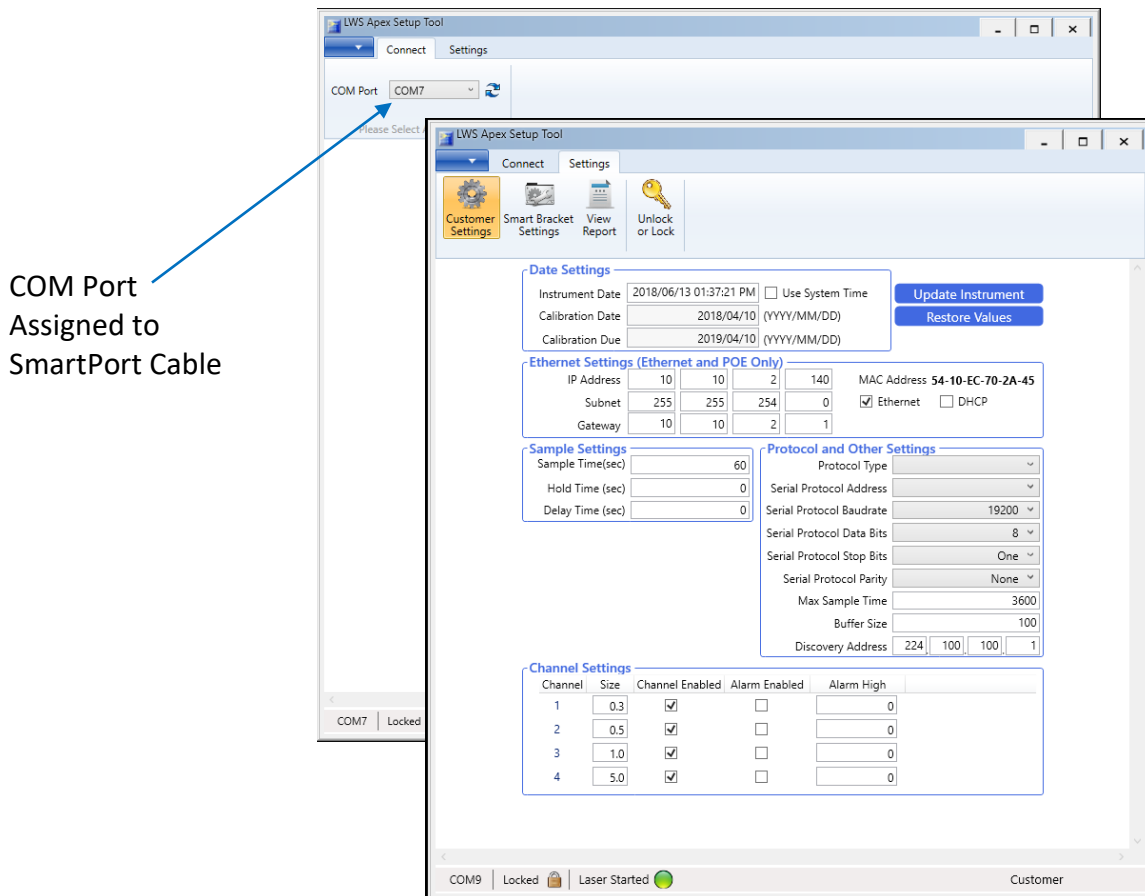 LWS Apex Setup Tool
Connect Settings
COM Port COM7
Please Select
COM Port
Assigned to
SmartPort Cable
COM7 Locked
LWS Apex Setup Tool
Connect Settings
Customer Settings Smart Bracket Settings View Report Unlock or Lock
Date Settings
Instrument Date 2018/06/13 01:37:21 PM Use System Time Update Instrument
Calibration Date 2018/04/10 (YYYY/MM/DD) Restore Values
Calibration Due 2019/04/10 (YYYY/MM/DD)
Ethernet Settings (Ethernet and POE Only)
IP Address 10 10 2 140 MAC Address 54-10-EC-70-2A-45
Subnet 255 255 254 0 Ethernet DHCP
Gateway 10 10 2 1
Sample Settings
Sample Time(sec) 60
Hold Time (sec) 0
Delay Time (sec) 0
Protocol and Other Settings
Protocol Type
Serial Protocol Address
Serial Protocol Baudrate 19200
Serial Protocol Data Bits 8
Serial Protocol Stop Bits One
Serial Protocol Parity None
Max Sample Time 3600
Buffer Size 100
Discovery Address 224. 100. 100. 1
Channel Settings
Channel Size Channel Enabled Alarm Enabled Alarm High
1 0.3 0
2 0.5 0
3 1.0 0
4 5.0 0
COM9 Locked Laser Started Customer